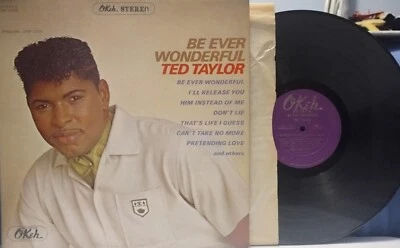 OKeh STEREO
BE EVER
WONDERFUL
TED TAYLOR
BE EVER WONDERFUL
I'LL RELEASE YOU
HIM INSTEAD OF ME
DON'T LIE
THAT'S LIFE I GUESS
CAN'T TAKE NO MORE
PRETENDING LOVE
and others
OKeh
OKeh